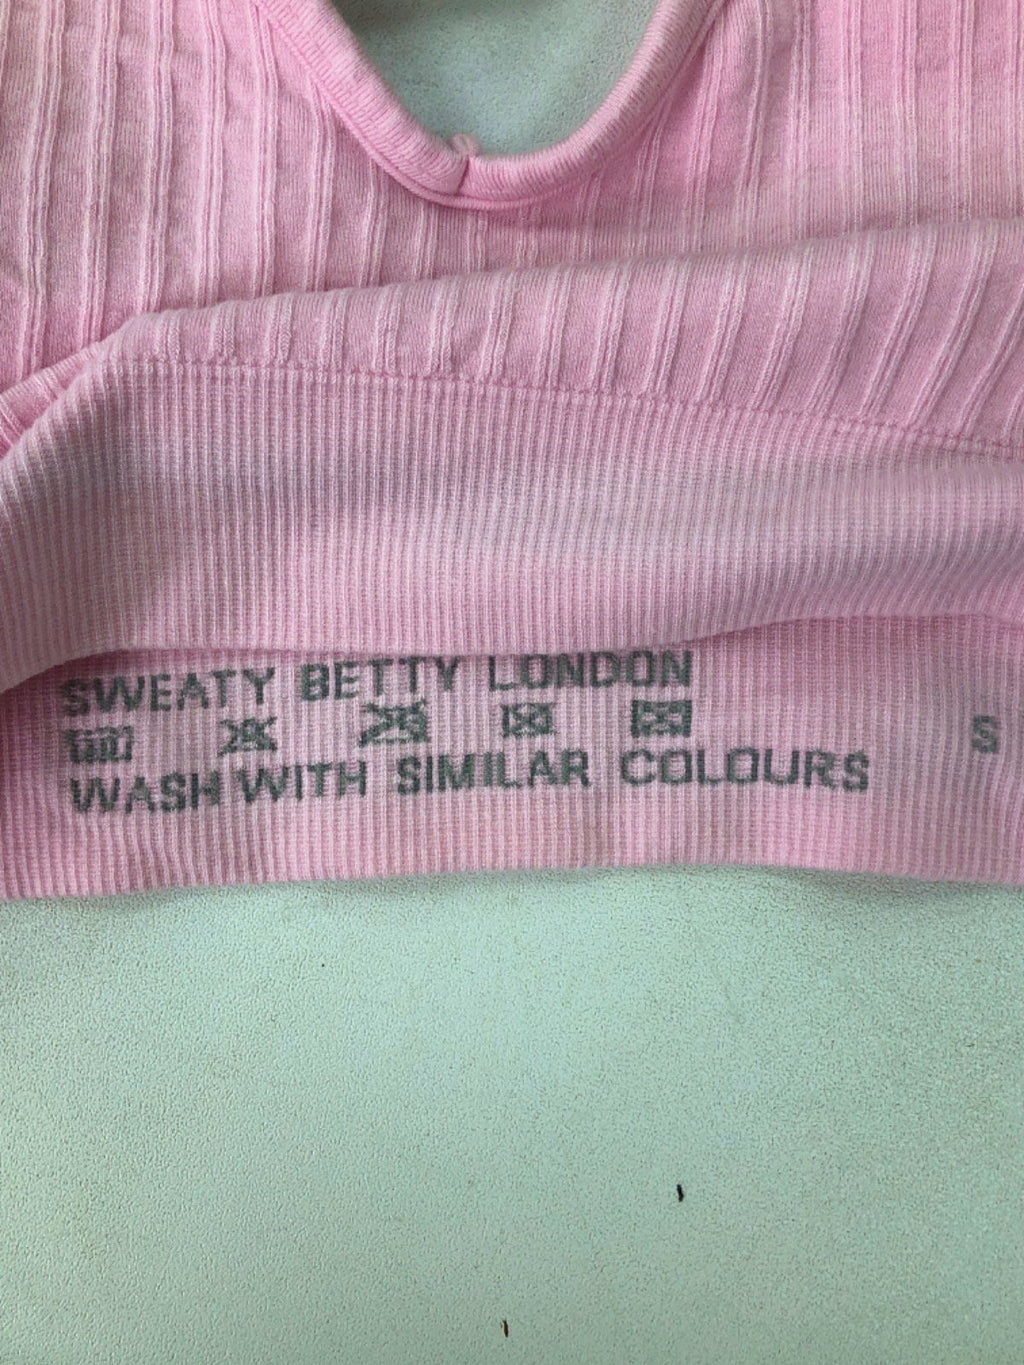 SWEATY BETTY LONDON
S
WASH WITH SIMILAR COLOURS